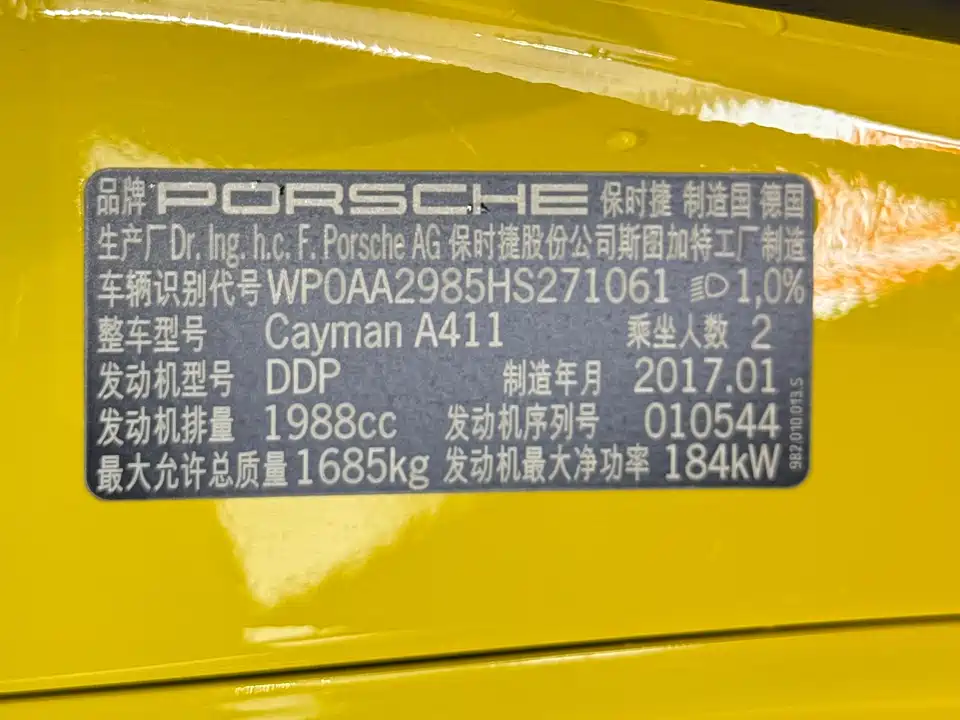 品牌 PORSCHE 保时捷 制造国 德国
生产厂 Dr. Ing. h.c. F. Porsche AG 保时捷股份公司斯图加特工厂制造
车辆识别代号 WP0AA2985HS271061 1,0%
整车型号 Cayman A411 乘坐人数 2
发动机型号 DDP 制造年月 2017.01
发动机排量 1988cc 发动机序列号 010544
最大允许总质量 1685kg 发动机最大净功率 184kW
982.010.013.S